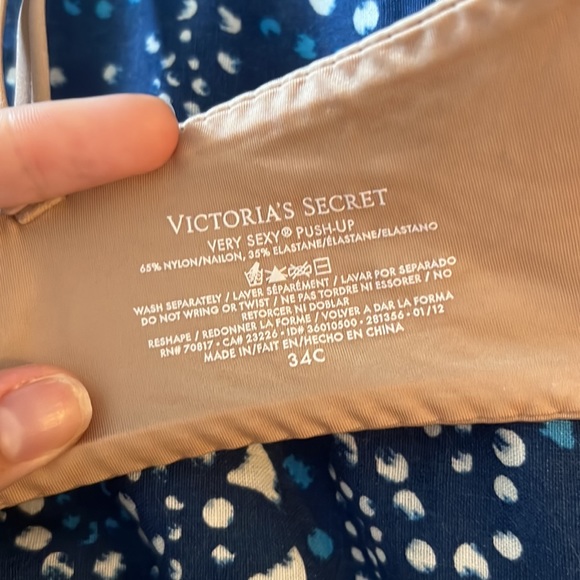 VICTORIA'S SECRET
VERY SEXY® PUSH-UP
65% NYLON/NAILON, 35% ELASTANE/ÉLASTANE/ELASTANO
WASH SEPARATELY / LAVER SÉPARÉMENT / LAVAR POR SEPARADO
DO NOT WRING OR TWIST / NE PAS TORDRE NI ESSORER / NO
RETORCER NI DOBLAR
RESHAPE / REDONNER LA FORME / VOLVER A DAR LA FORMA
RN# 70817 • CA# 23226 • ID# 36010500 • 281356 • 01/12
MADE IN/FAIT EN/HECHO EN CHINA
34C